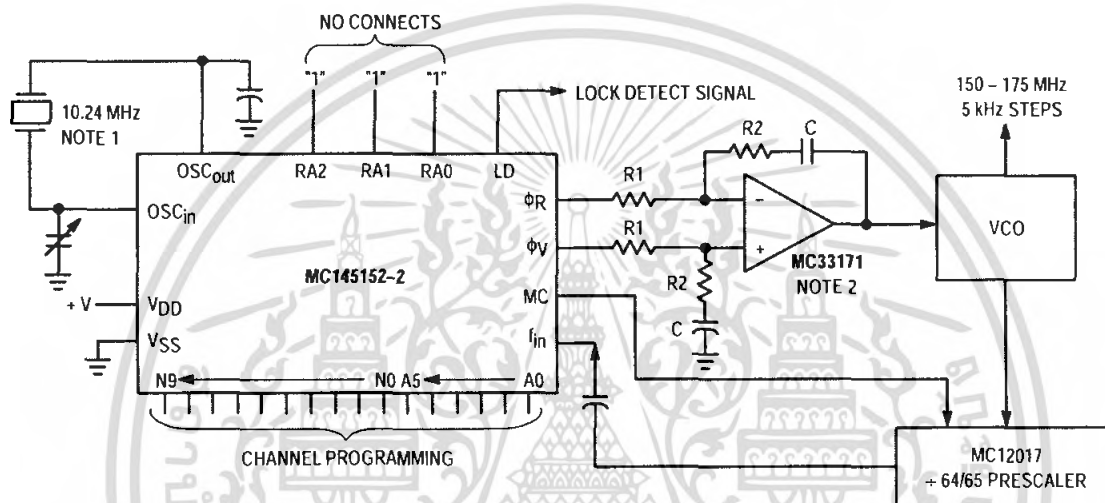 NO CONNECTS
"1" "1" "1"
LOCK DETECT SIGNAL
150 – 175 MHz
5 kHz STEPS
10.24 MHz
NOTE 1
OSCout
RA2
RA1
RA0
LD
OSCin
ϕR
ϕV
MC
fin
MC145152-2
+ V
VDD
VSS
N9
N0 A5
A0
CHANNEL PROGRAMMING
R1
R1
R2
C
R2
C
–
+
MC33171
NOTE 2
VCO
MC12017
÷ 64/65 PRESCALER